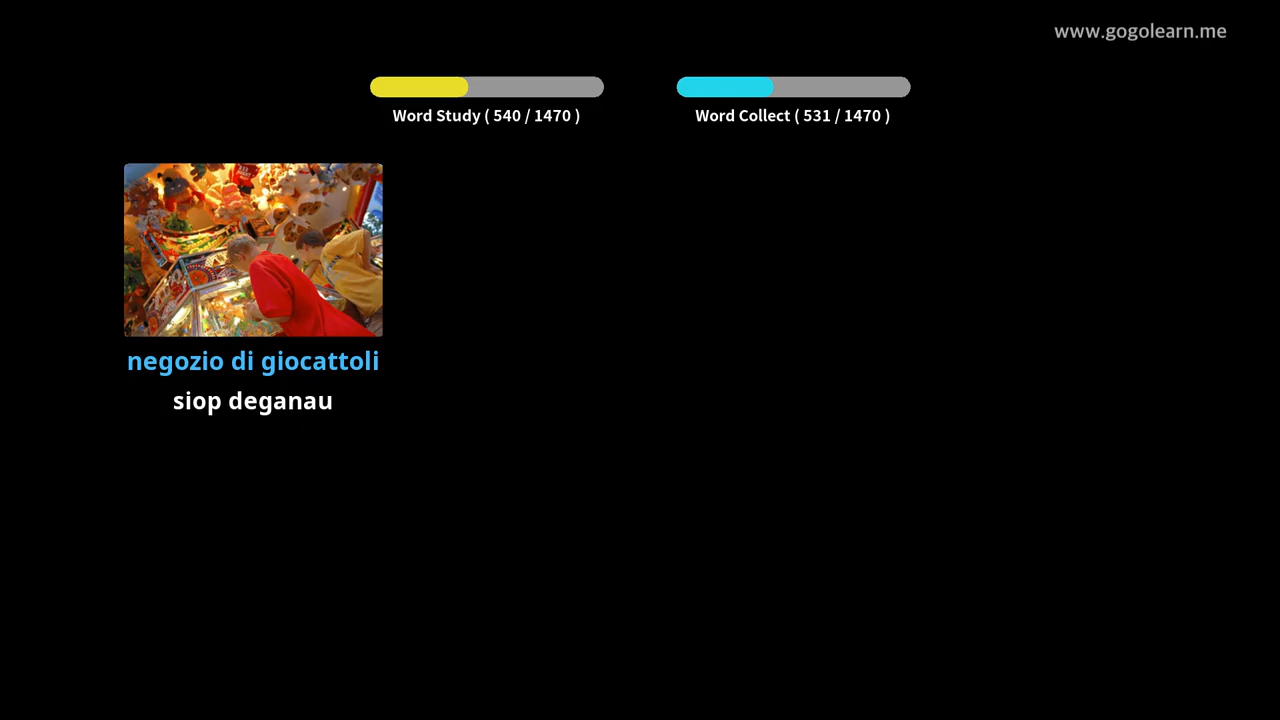 www.gogolearn.me
Word Study ( 540 / 1470 )
Word Collect ( 531 / 1470 )
negozio di giocattoli
siop deganau